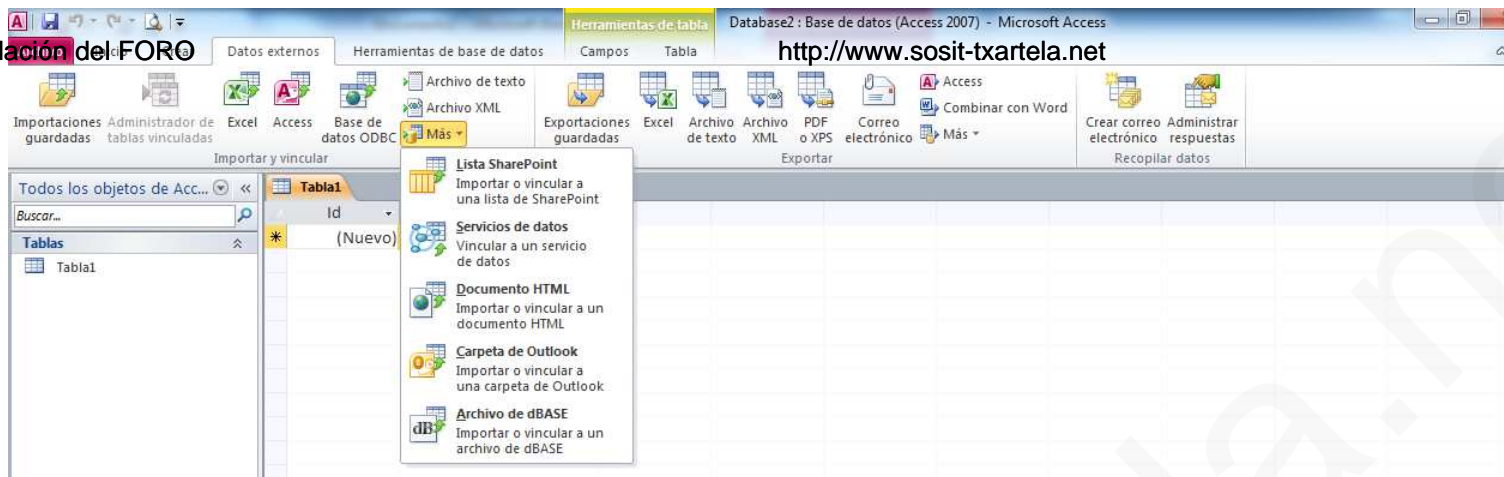 Herramientas de tabla Database2 : Base de datos (Access 2007) - Microsoft Access
lación del FORO Datos externos Herramientas de base de datos Campos Tabla http://www.sosit-txartela.net
Importaciones guardadas
Administrador de tablas vinculadas
Excel
Access
Base de datos ODBC
Archivo de texto
Archivo XML
Más
Importar y vincular
Exportaciones guardadas
Excel
Archivo de texto
Archivo XML
PDF o XPS
Correo electrónico
Access
Combinar con Word
Más
Exportar
Crear correo electrónico
Administrar respuestas
Recopilar datos
Todos los objetos de Acc...
Buscar...
Tablas
Tabla1
Tabla1
Id
(Nuevo)
Lista SharePoint
Importar o vincular a
una lista de SharePoint
Servicios de datos
Vincular a un servicio
de datos
Documento HTML
Importar o vincular a un
documento HTML
Carpeta de Outlook
Importar o vincular a
una carpeta de Outlook
Archivo de dBASE
Importar o vincular a un
archivo de dBASE